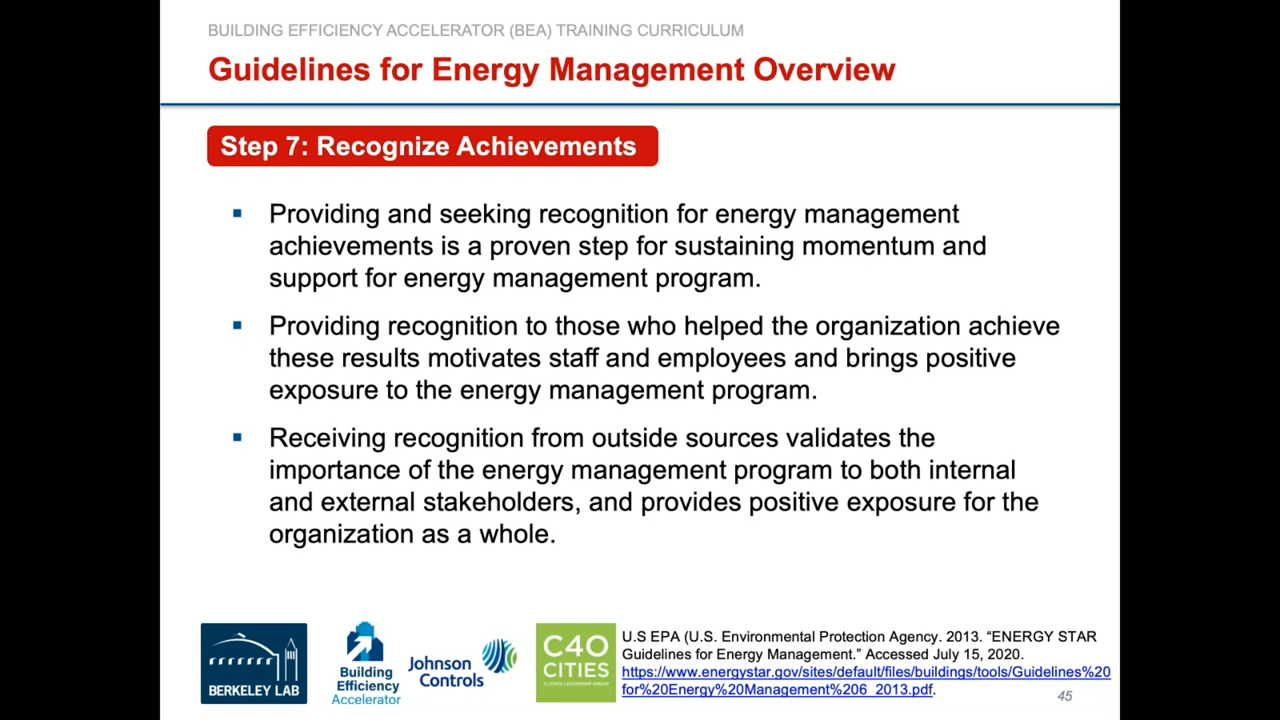 BUILDING EFFICIENCY ACCELERATOR (BEA) TRAINING CURRICULUM
Guidelines for Energy Management Overview
Step 7: Recognize Achievements
▪ Providing and seeking recognition for energy management
achievements is a proven step for sustaining momentum and
support for energy management program.
▪ Providing recognition to those who helped the organization achieve
these results motivates staff and employees and brings positive
exposure to the energy management program.
▪ Receiving recognition from outside sources validates the
importance of the energy management program to both internal
and external stakeholders, and provides positive exposure for the
organization as a whole.
BERKELEY LAB
Building
Efficiency
Accelerator
Johnson
Controls
C40
CITIES
CLIMATE LEADERSHIP GROUP
U.S EPA (U.S. Environmental Protection Agency. 2013. “ENERGY STAR
Guidelines for Energy Management.” Accessed July 15, 2020.
https://www.energystar.gov/sites/default/files/buildings/tools/Guidelines%20
for%20Energy%20Management%206_2013.pdf.
45